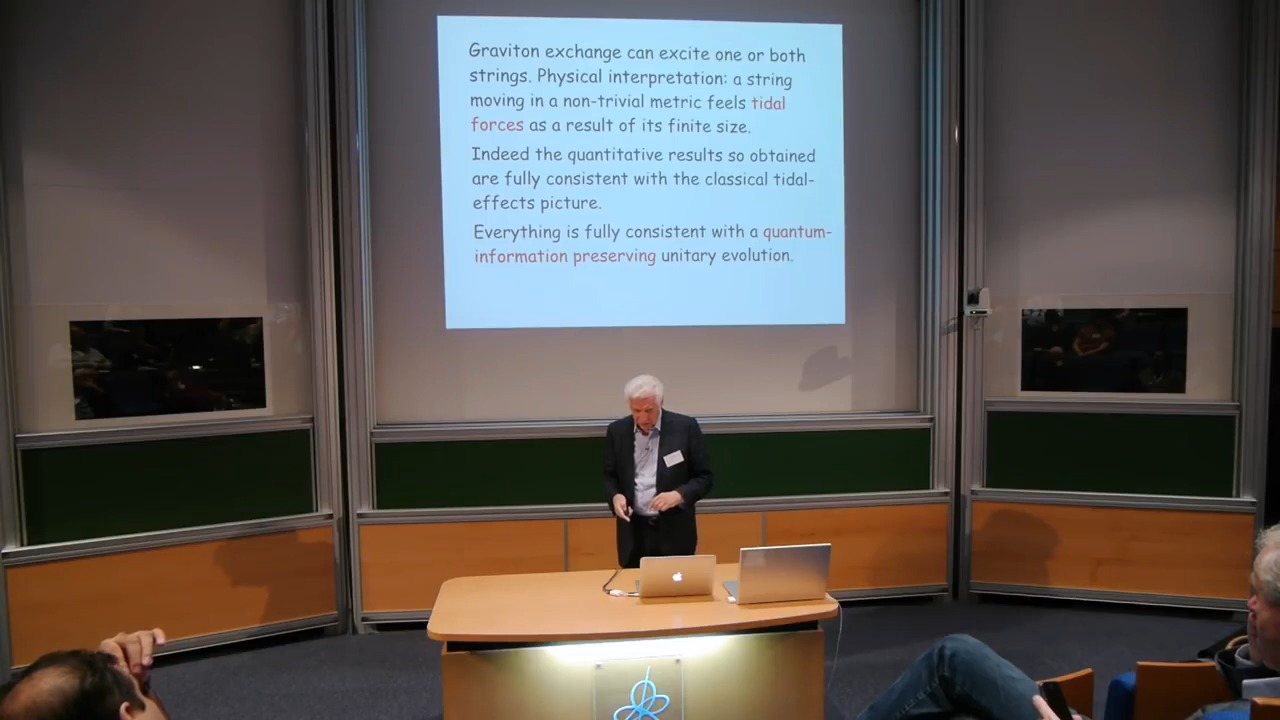 Graviton exchange can excite one or both
strings. Physical interpretation: a string
moving in a non-trivial metric feels tidal
forces as a result of its finite size.
Indeed the quantitative results so obtained
are fully consistent with the classical tidal-
effects picture.
Everything is fully consistent with a quantum-
information preserving unitary evolution.